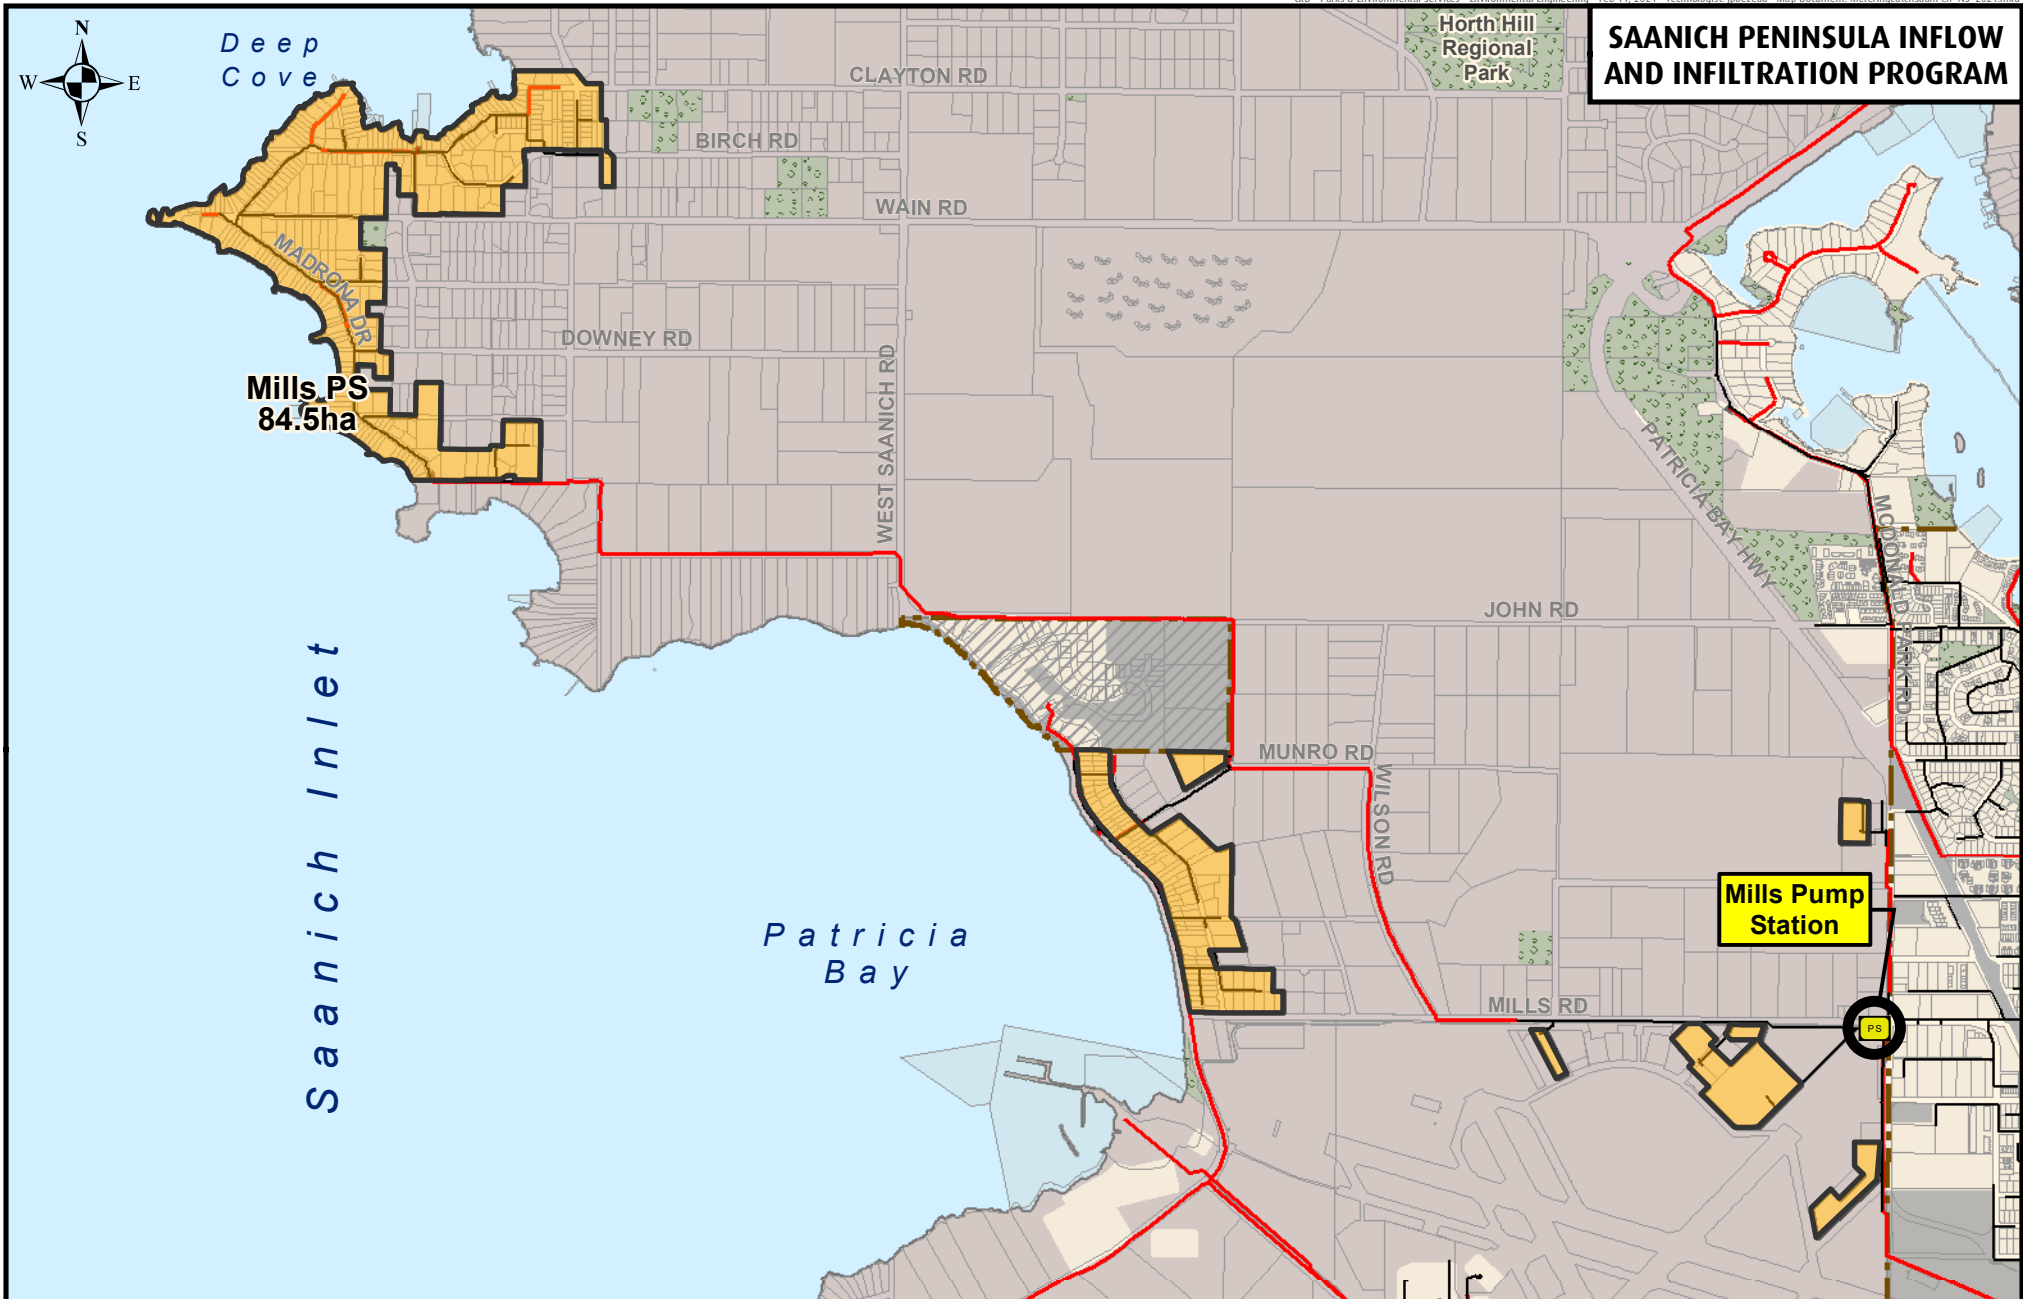 N
W E
S
Deep
Cove
Horth Hill
Regional
Park
SAANICH PENINSULA INFLOW
AND INFILTRATION PROGRAM
CLAYTON RD
BIRCH RD
WAIN RD
MADRONA DR
DOWNEY RD
WEST SAANICH RD
Mills PS
84.5ha
PATRICIA BAY HWY
MCDONALD PARK RD
JOHN RD
Saanich Inlet
MUNRO RD
WILSON RD
Mills Pump
Station
Patricia
Bay
MILLS RD
PS